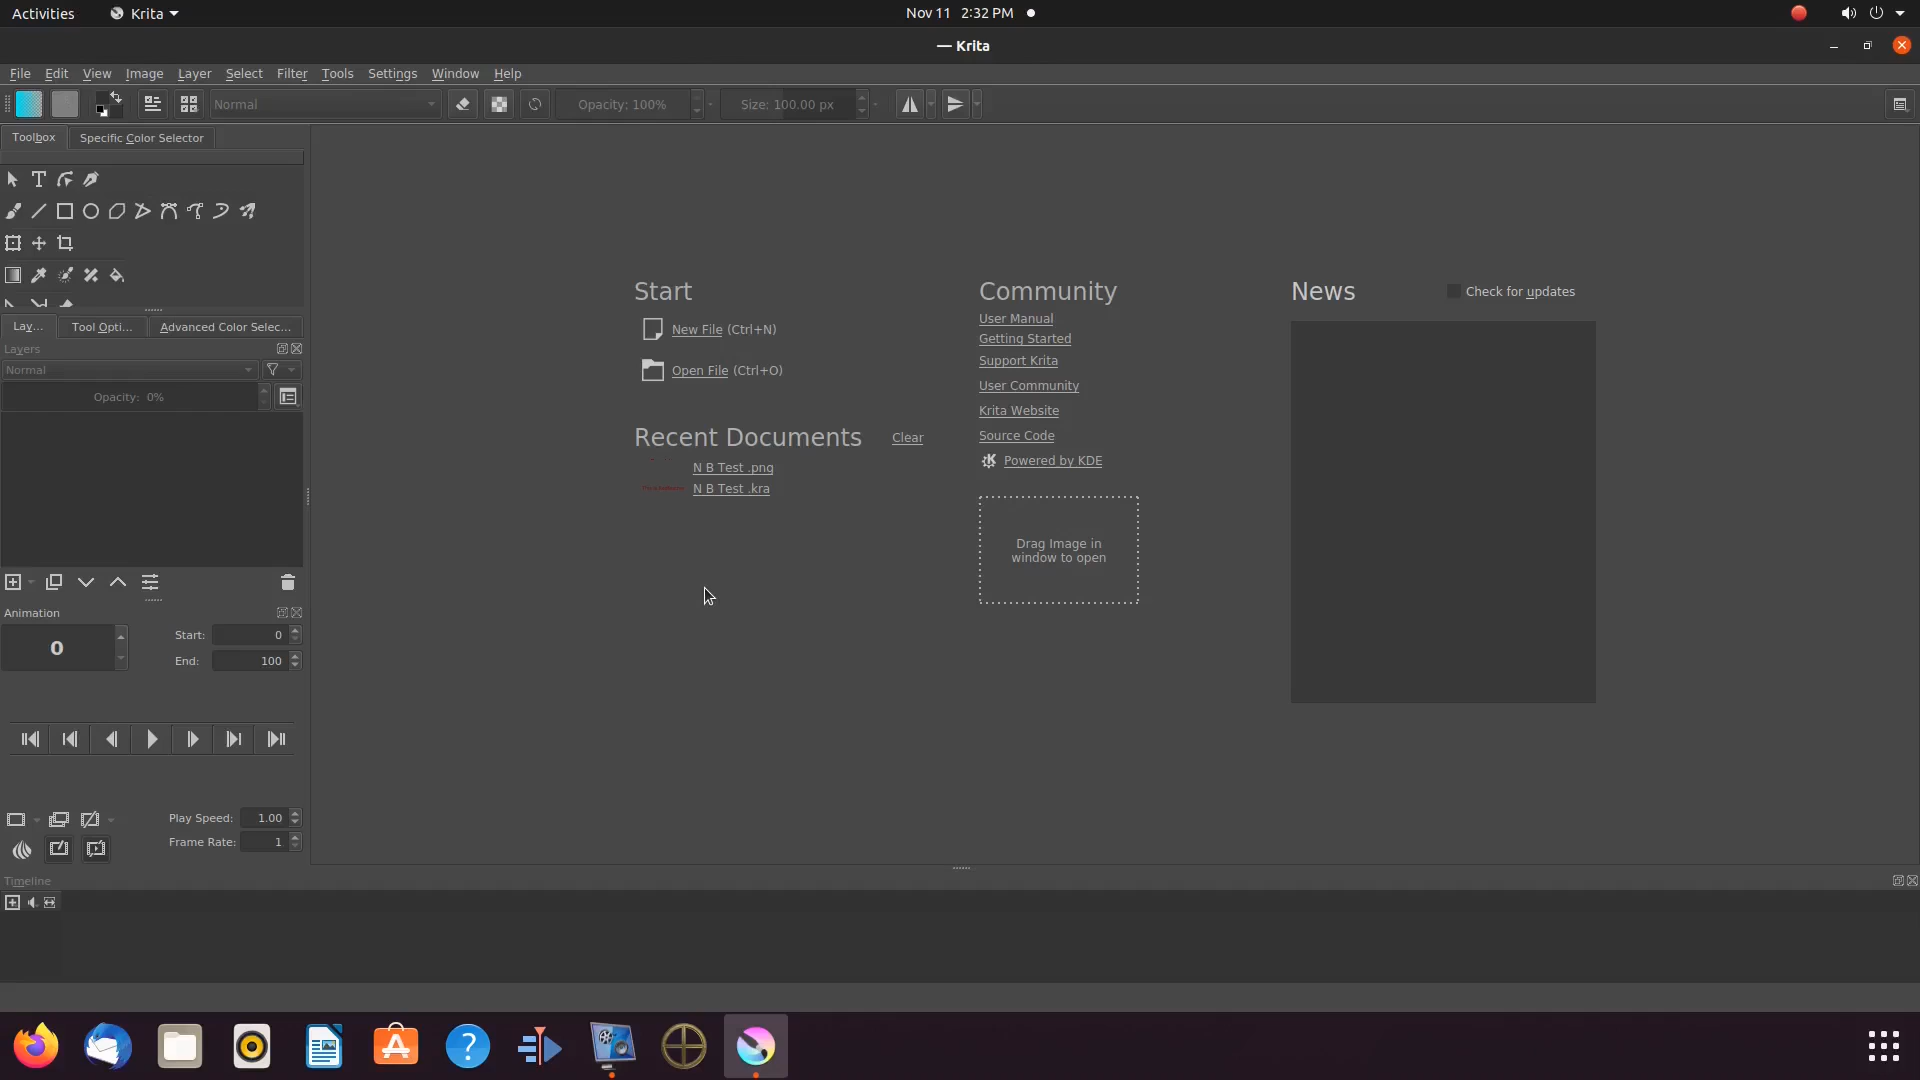 Activities
Krita
Nov 11 2:32 PM
— Krita
File Edit View Image Layer Select Filter Tools Settings Window Help
Normal
Opacity: 100%
Size: 100.00 px
Toolbox
Specific Color Selector
Lay...
Tool Opti...
Advanced Color Selec...
Layers
Normal
Opacity: 0%
Animation
0
Start: 0
End: 100
Play Speed: 1.00
Frame Rate: 1
Timeline
Start
New File (Ctrl+N)
Open File (Ctrl+O)
Recent Documents
Clear
N B Test .png
N B Test .kra
Community
User Manual
Getting Started
Support Krita
User Community
Krita Website
Source Code
Powered by KDE
Drag Image in
window to open
News
Check for updates